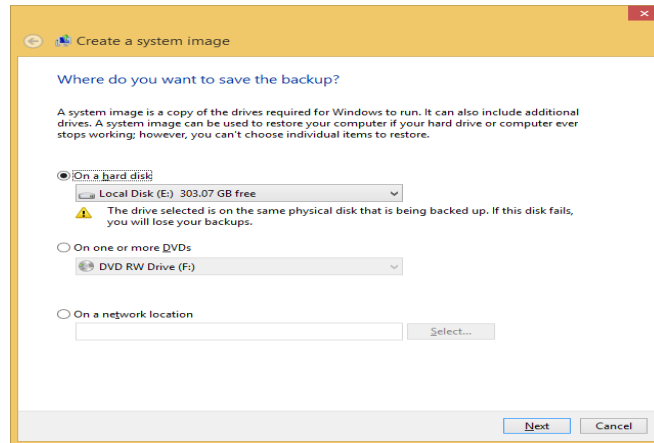 Create a system image
Where do you want to save the backup?
A system image is a copy of the drives required for Windows to run. It can also include additional
drives. A system image can be used to restore your computer if your hard drive or computer ever
stops working; however, you can't choose individual items to restore.
On a hard disk
Local Disk (E:) 303.07 GB free
The drive selected is on the same physical disk that is being backed up. If this disk fails,
you will lose your backups.
On one or more DVDs
DVD RW Drive (F:)
On a network location
Select...
Next Cancel